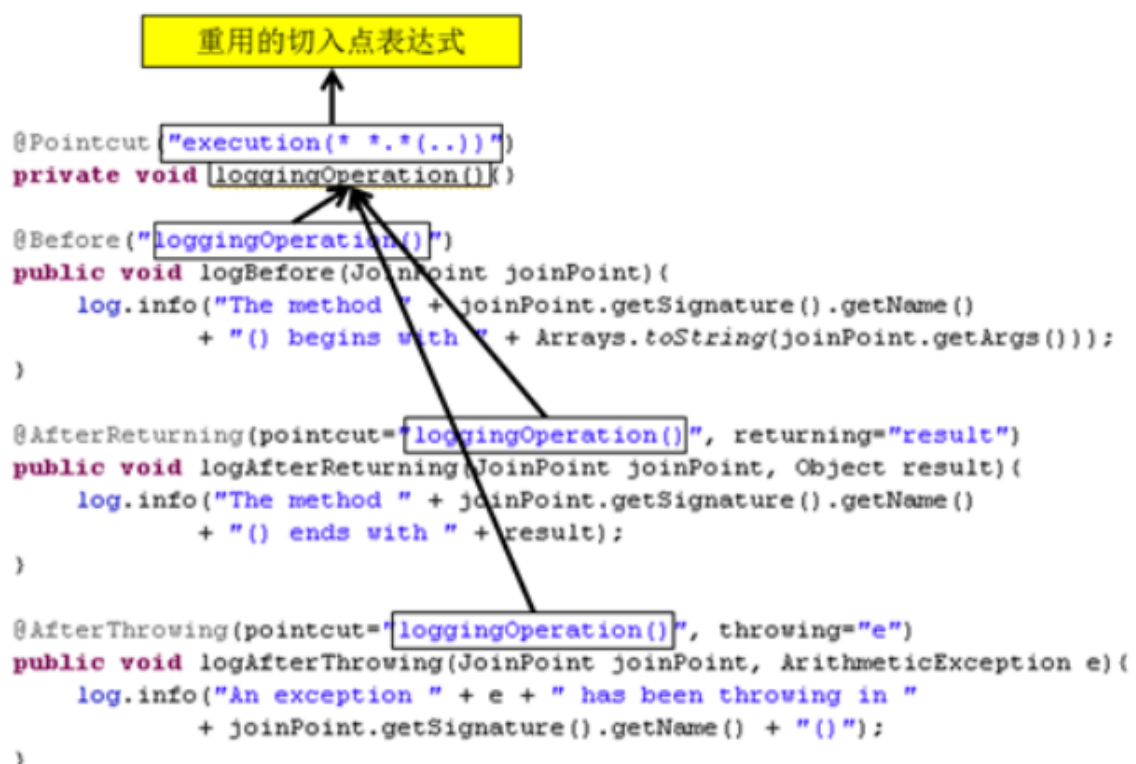 重用的切入点表达式
@Pointcut("execution(* *.*(..))")
private void loggingOperation(){}
@Before("loggingOperation()")
public void logBefore(JoinPoint joinPoint){
    log.info("The method " + joinPoint.getSignature().getName()
            + "() begins with " + Arrays.toString(joinPoint.getArgs()));
}
@AfterReturning(pointcut="loggingOperation()", returning="result")
public void logAfterReturning(JoinPoint joinPoint, Object result){
    log.info("The method " + joinPoint.getSignature().getName()
            + "() ends with " + result);
}
@AfterThrowing(pointcut="loggingOperation()", throwing="e")
public void logAfterThrowing(JoinPoint joinPoint, ArithmeticException e){
    log.info("An exception " + e + " has been throwing in "
            + joinPoint.getSignature().getName() + "()");
}